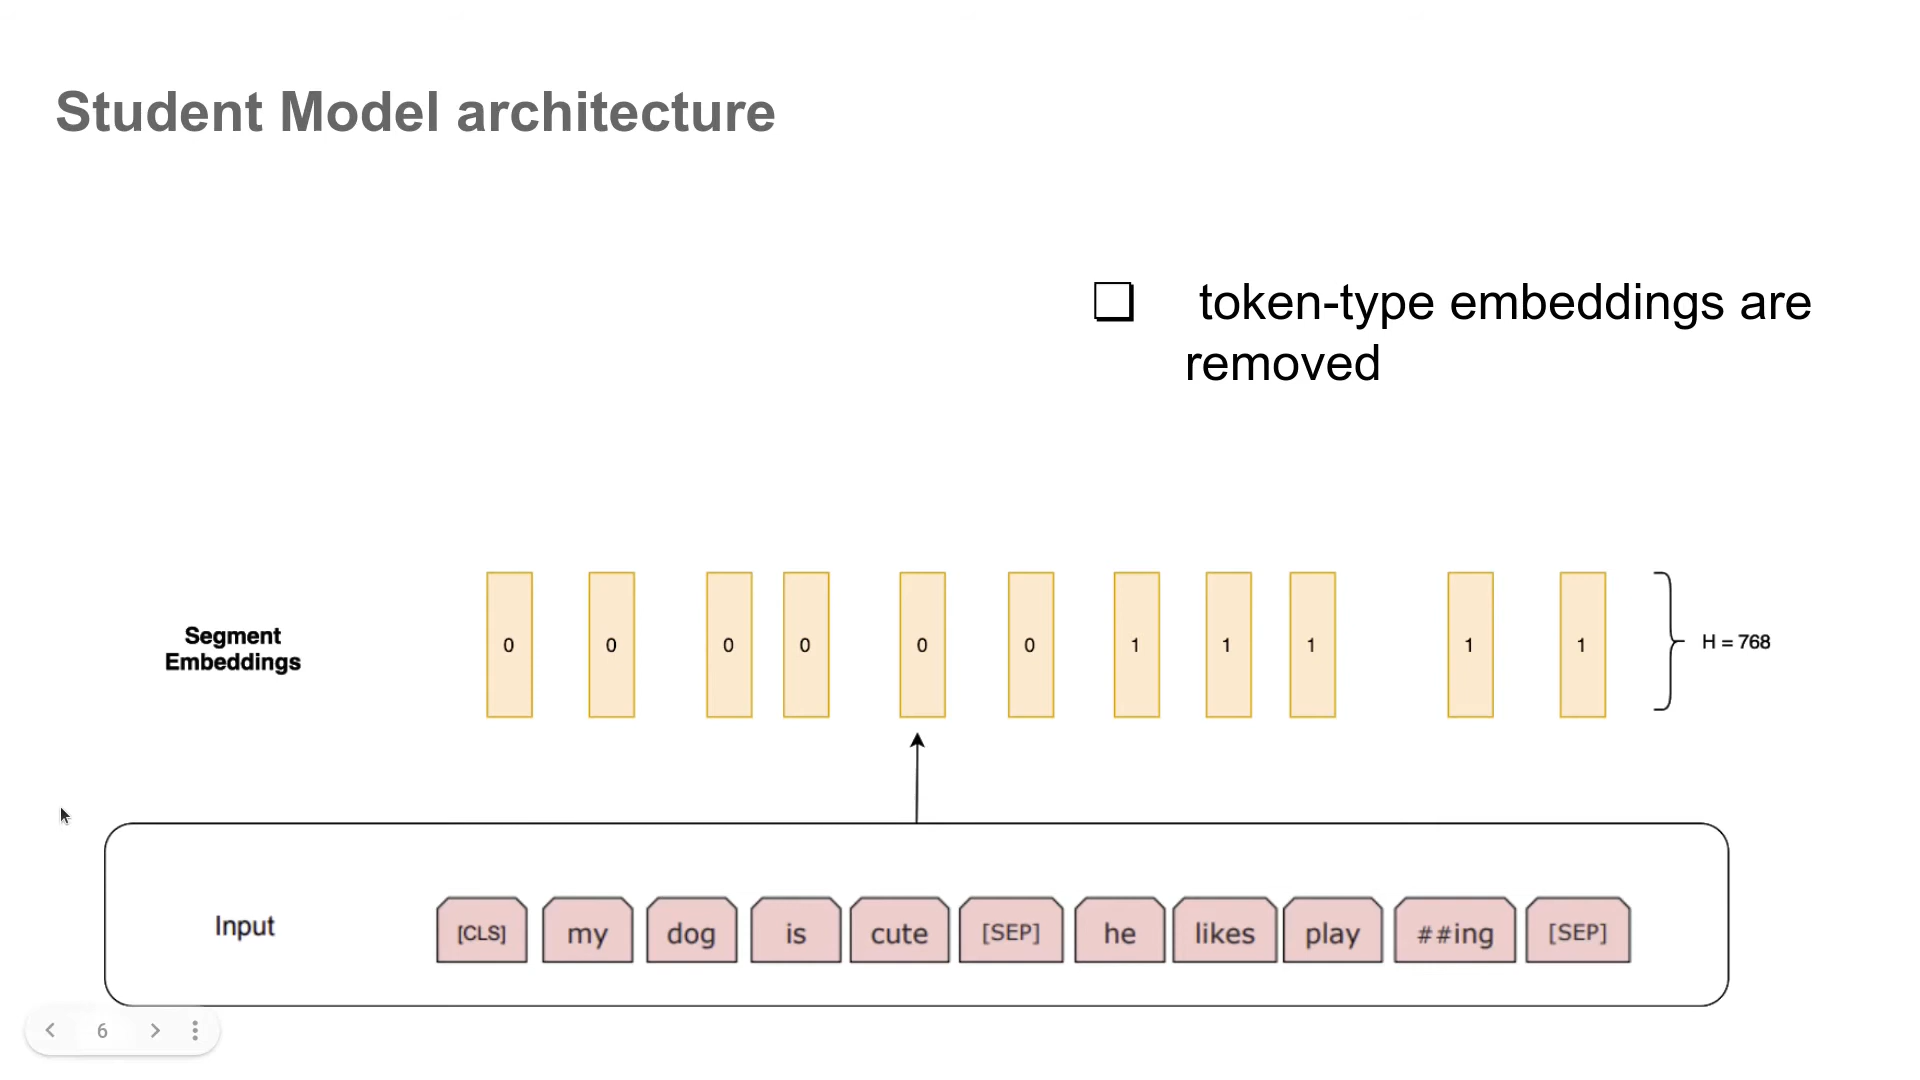 Student Model architecture
❏ token-type embeddings are
removed
Segment
Embeddings
0 0 0 0 0 0 1 1 1 1 1
H = 768
Input
[CLS] my dog is cute [SEP] he likes play ##ing [SEP]
6